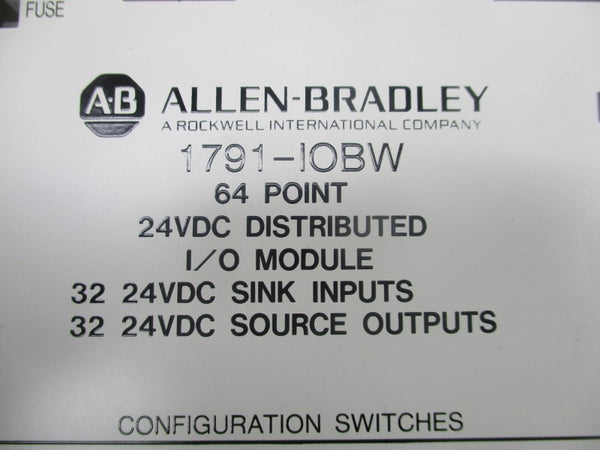 FUSE
A·B ALLEN-BRADLEY
A ROCKWELL INTERNATIONAL COMPANY
1791-IOBW
64 POINT
24VDC DISTRIBUTED
I/O MODULE
32 24VDC SINK INPUTS
32 24VDC SOURCE OUTPUTS
CONFIGURATION SWITCHES